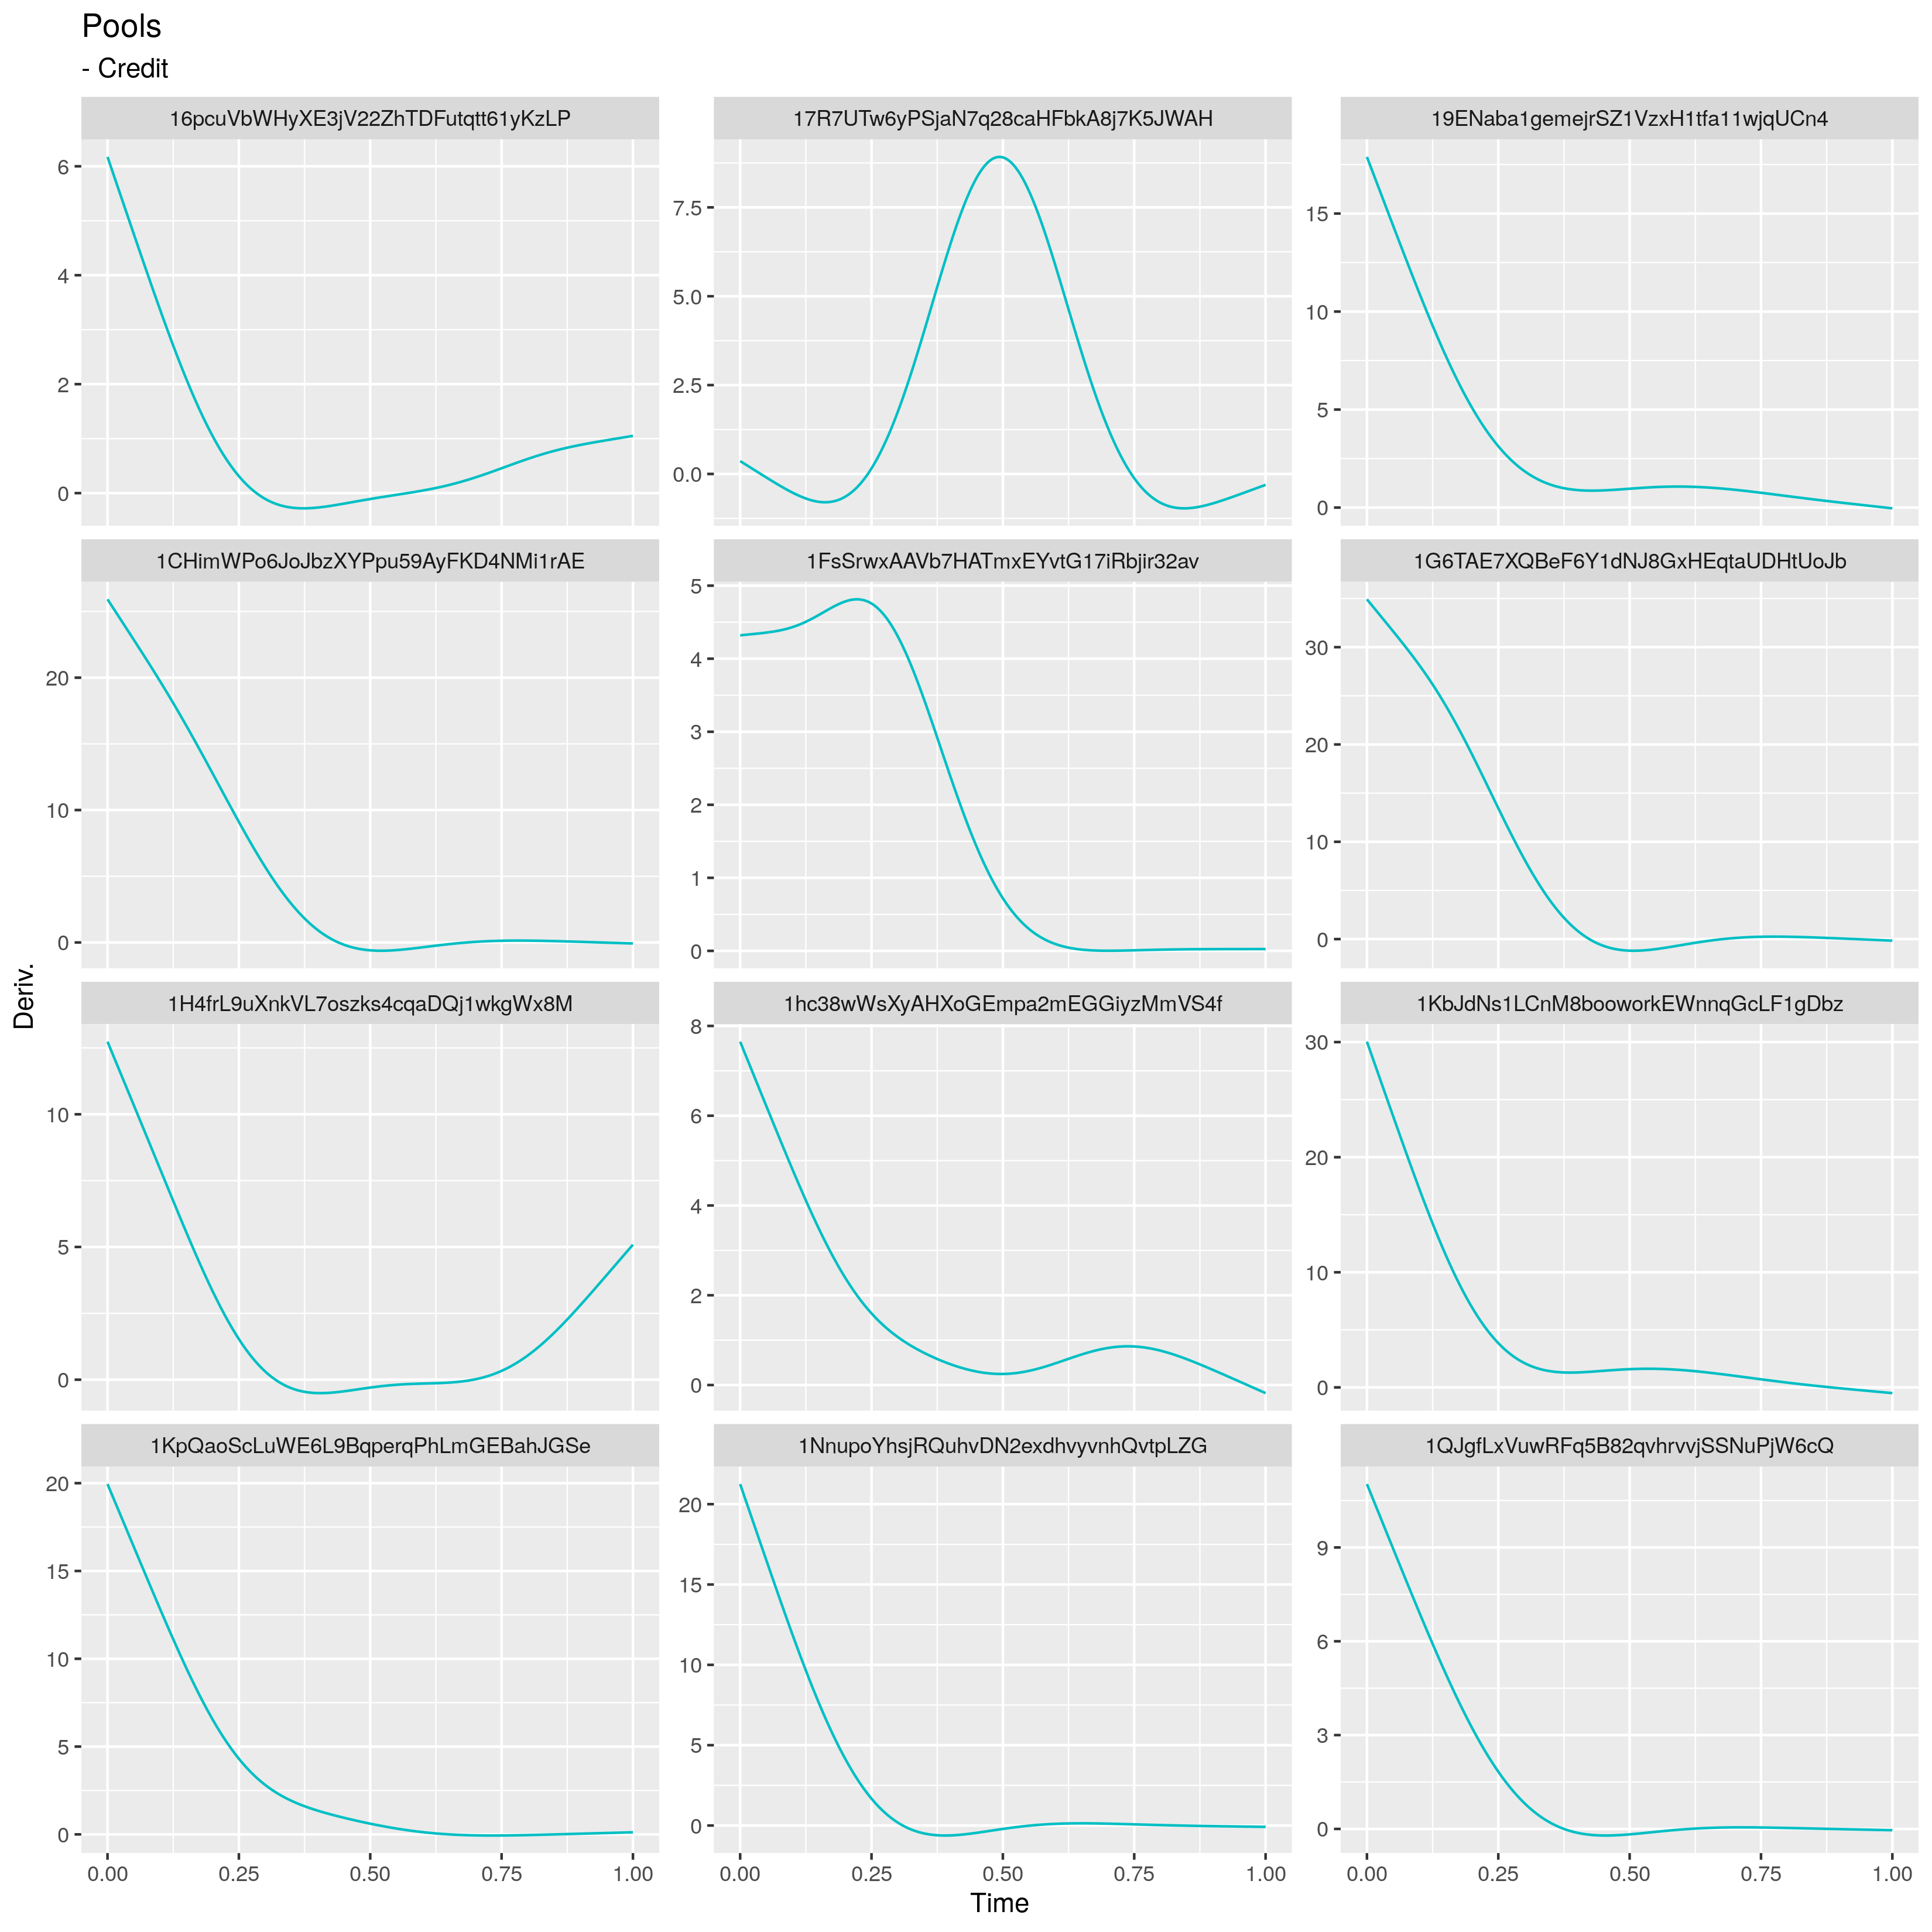 Pools
- Credit
16pcuVbWHyXE3jV22ZhTDFutqtt61yKzLP
17R7UTw6yPSjaN7q28caHFbkA8j7K5JWAH
19ENaba1gemejrSZ1VzxH1tfa11wjqUCn4
6
4
2
0
7.5
5.0
2.5
0.0
15
10
5
0
1CHimWPo6JoJbzXYPpu59AyFKD4NMi1rAE
1FsSrwxAAVb7HATmxEYvtG17iRbjir32av
1G6TAE7XQBeF6Y1dNJ8GxHEqtaUDHtUoJb
20
10
0
5
4
3
2
1
0
30
20
10
0
Deriv.
1H4frL9uXnkVL7oszks4cqaDQj1wkgWx8M
1hc38wWsXyAHXoGEmpa2mEGGiyzMmVS4f
1KbJdNs1LCnM8booworkEWnnqGcLF1gDbz
10
5
0
8
6
4
2
0
30
20
10
0
1KpQaoScLuWE6L9BqperqPhLmGEBahJGSe
1NnupoYhsjRQuhvDN2exdhvyvnhQvtpLZG
1QJgfLxVuwRFq5B82qvhrvvjSSNuPjW6cQ
20
15
10
5
0
20
15
10
5
0
9
6
3
0
0.00 0.25 0.50 0.75 1.00
0.00 0.25 0.50 0.75 1.00
0.00 0.25 0.50 0.75 1.00
Time